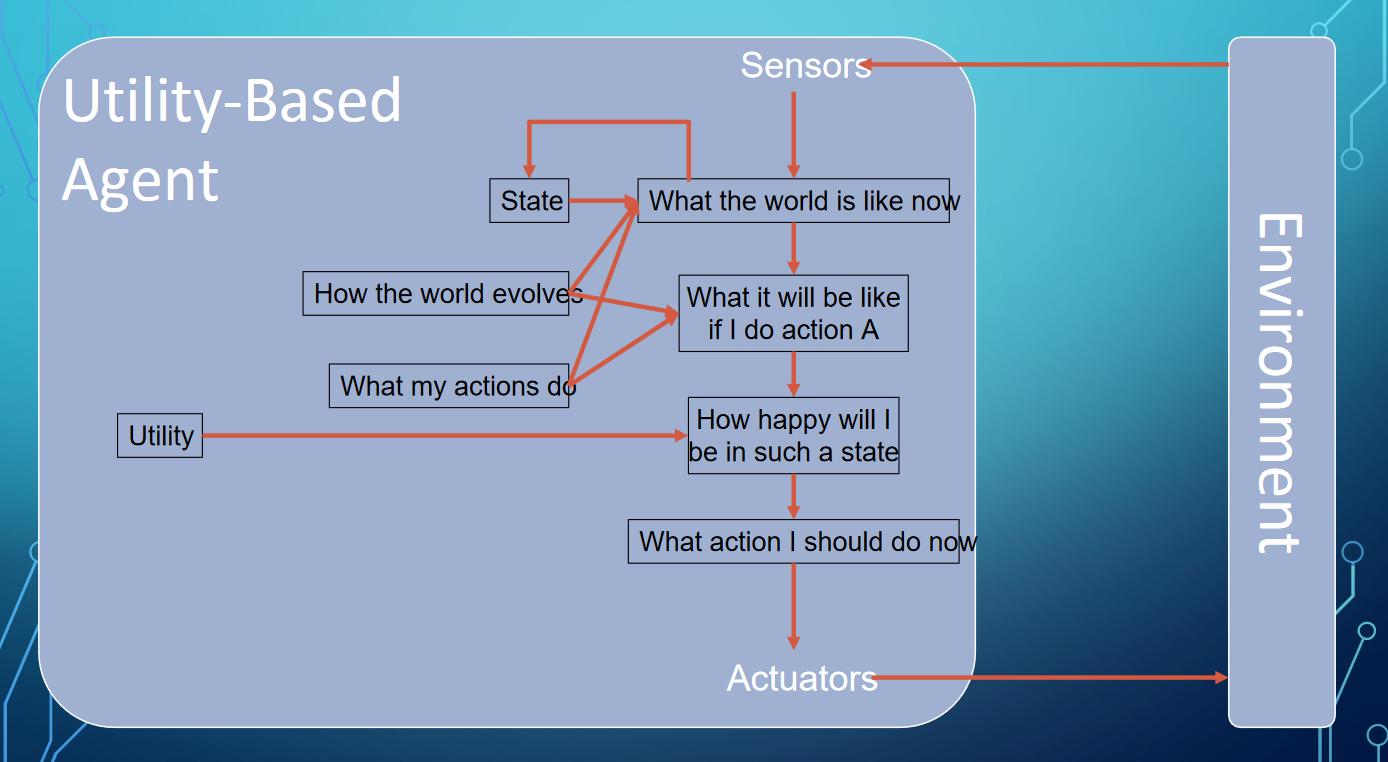 Utility-Based
Agent
Sensors
State
What the world is like now
How the world evolves
What it will be like
if I do action A
What my actions do
Utility
How happy will I
be in such a state
What action I should do now
Actuators
Environment